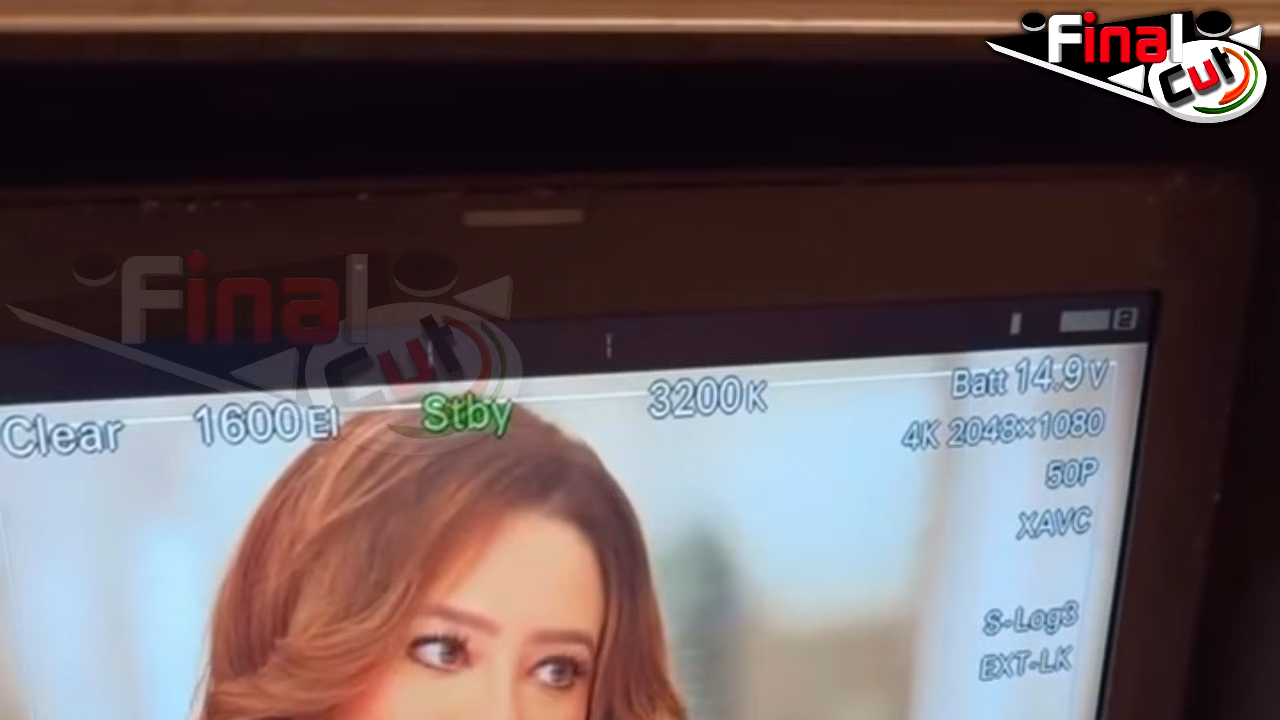 Final
Cut
Final
Cut
2
Batt 14.9V
Clear 1600EI Stby 3200K
4K 2048×1080
50P
XAVC
S-Log3
EXT-LK